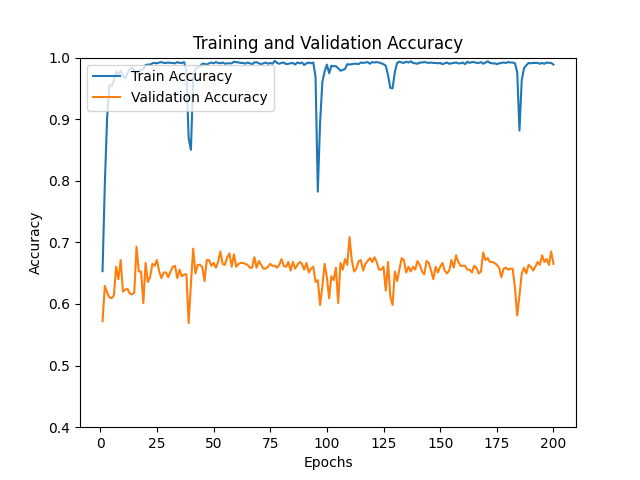 Training and Validation Accuracy
1.0
Train Accuracy
Validation Accuracy
0.9
0.8
0.7
0.6
0.5
0.4
Accuracy
0 25 50 75 100 125 150 175 200
Epochs